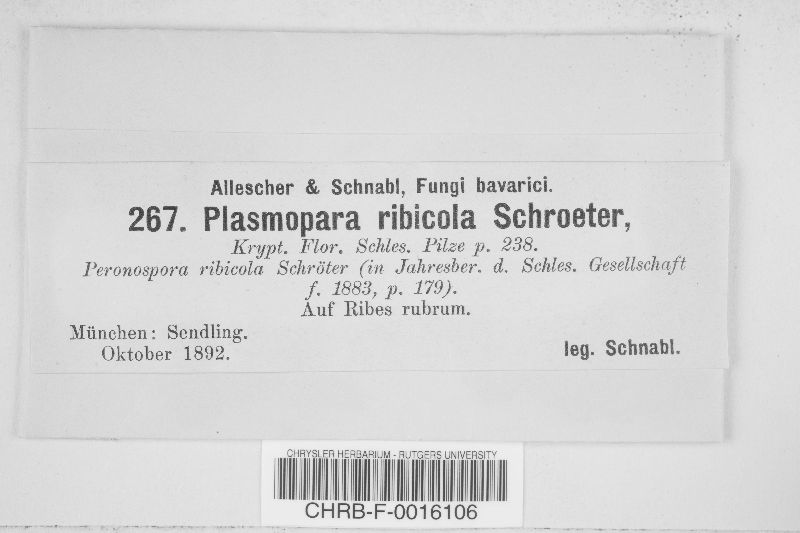 Allescher & Schnabl, Fungi bavarici.
267. Plasmopara ribicola Schroeter,
Krypt. Flor. Schles. Pilze p. 238.
Peronospora ribicola Schröter (in Jahresber. d. Schles. Gesellschaft
f. 1883, p. 179).
Auf Ribes rubrum.
München: Sendling.
Oktober 1892.
leg. Schnabl.
CHRYSLER HERBARIUM - RUTGERS UNIVERSITY
CHRB-F-0016106